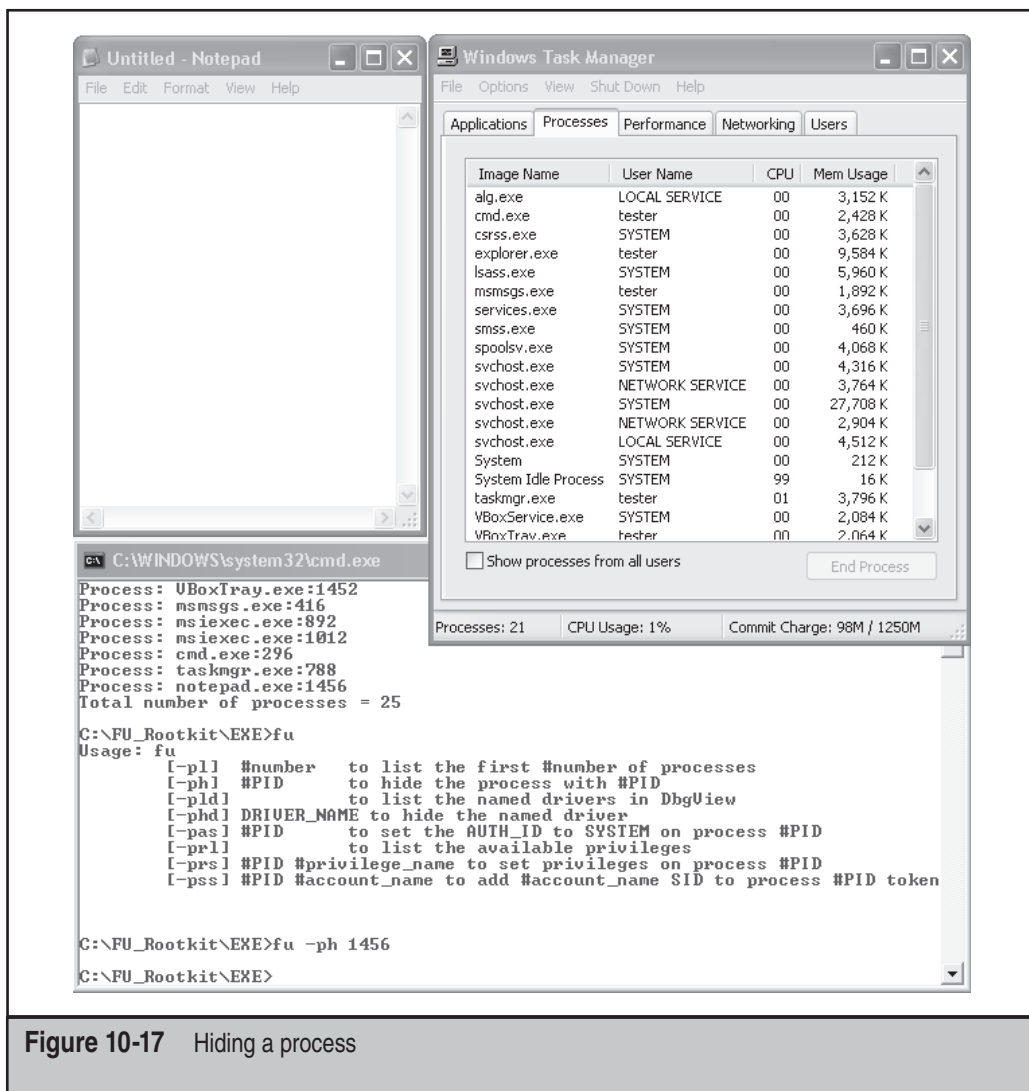 Untitled - Notepad
File Edit Format View Help
Windows Task Manager
File Options View Shut Down Help
Applications Processes Performance Networking Users
Image Name User Name CPU Mem Usage
alg.exe LOCAL SERVICE 00 3,152 K
cmd.exe tester 00 2,428 K
csrss.exe SYSTEM 00 3,628 K
explorer.exe tester 00 9,584 K
lsass.exe SYSTEM 00 5,960 K
msmsgs.exe tester 00 1,892 K
services.exe SYSTEM 00 3,696 K
smss.exe SYSTEM 00 460 K
spoolsv.exe SYSTEM 00 4,068 K
svchost.exe SYSTEM 00 4,316 K
svchost.exe NETWORK SERVICE 00 3,764 K
svchost.exe SYSTEM 00 27,708 K
svchost.exe NETWORK SERVICE 00 2,904 K
svchost.exe LOCAL SERVICE 00 4,512 K
System SYSTEM 00 212 K
System Idle Process SYSTEM 99 16 K
taskmgr.exe tester 01 3,796 K
VBoxService.exe SYSTEM 00 2,084 K
VBoxTray.exe tester 00 2,064 K
Show processes from all users
End Process
Processes: 21 CPU Usage: 1% Commit Charge: 98M / 1250M
C:\WINDOWS\system32\cmd.exe
Process: VBoxTray.exe:1452
Process: msmsgs.exe:416
Process: msiexec.exe:892
Process: msiexec.exe:1012
Process: cmd.exe:296
Process: taskmgr.exe:788
Process: notepad.exe:1456
Total number of processes = 25
C:\FU_Rootkit\EXE>fu
Usage: fu
[-pl] #number to list the first #number of processes
[-ph] #PID to hide the process with #PID
[-pld] to list the named drivers in DbgView
[-phd] DRIVER_NAME to hide the named driver
[-pas] #PID to set the AUTH_ID to SYSTEM on process #PID
[-prl] to list the available privileges
[-prs] #PID #privilege_name to set privileges on process #PID
[-pss] #PID #account_name to add #account_name SID to process #PID token
C:\FU_Rootkit\EXE>fu -ph 1456
C:\FU_Rootkit\EXE>
Figure 10-17 Hiding a process